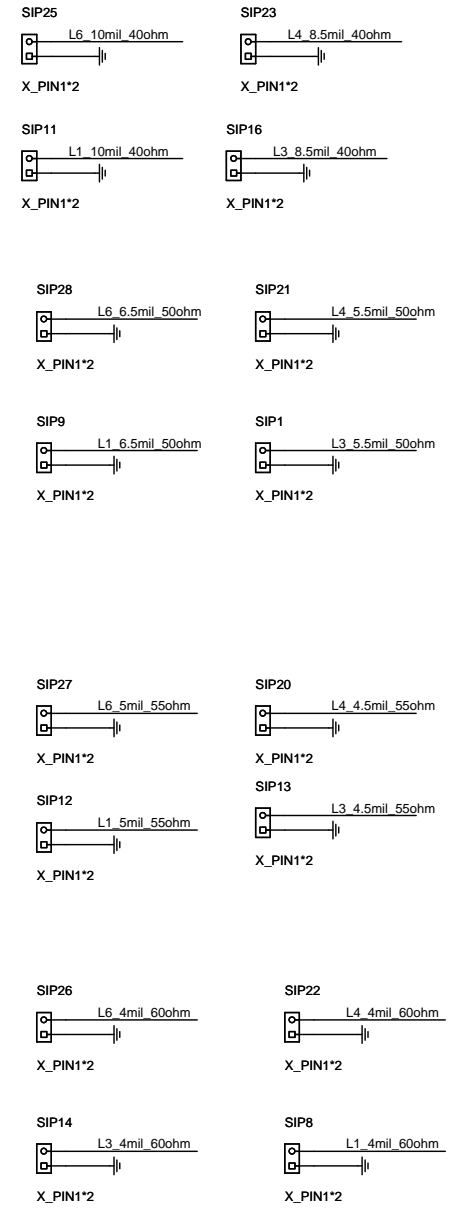 SIP25
L6_10mil_40ohm
X_PIN1*2
SIP23
L4_8.5mil_40ohm
X_PIN1*2
SIP11
L1_10mil_40ohm
X_PIN1*2
SIP16
L3_8.5mil_40ohm
X_PIN1*2
SIP28
L6_6.5mil_50ohm
X_PIN1*2
SIP21
L4_5.5mil_50ohm
X_PIN1*2
SIP9
L1_6.5mil_50ohm
X_PIN1*2
SIP1
L3_5.5mil_50ohm
X_PIN1*2
SIP27
L6_5mil_55ohm
X_PIN1*2
SIP20
L4_4.5mil_55ohm
X_PIN1*2
SIP12
L1_5mil_55ohm
X_PIN1*2
SIP13
L3_4.5mil_55ohm
X_PIN1*2
SIP26
L6_4mil_60ohm
X_PIN1*2
SIP22
L4_4mil_60ohm
X_PIN1*2
SIP14
L3_4mil_60ohm
X_PIN1*2
SIP8
L1_4mil_60ohm
X_PIN1*2